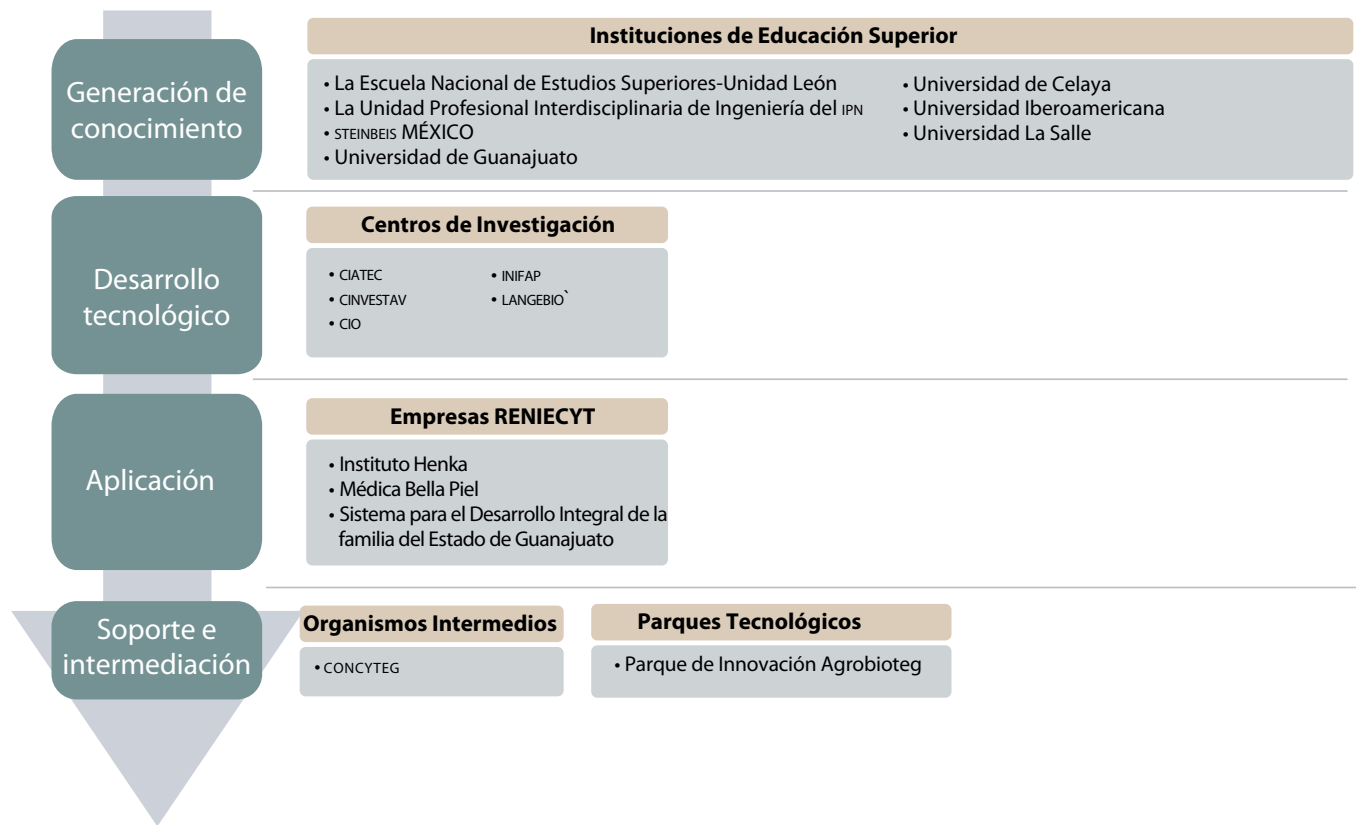 Generación de
conocimiento
Instituciones de Educación Superior
• La Escuela Nacional de Estudios Superiores-Unidad León
• La Unidad Profesional Interdisciplinaria de Ingeniería del IPN
• STEINBEIS MÉXICO
• Universidad de Guanajuato
• Universidad de Celaya
• Universidad Iberoamericana
• Universidad La Salle
Desarrollo
tecnológico
Centros de Investigación
• CIATEC
• CINVESTAV
• CIO
• INIFAP
• LANGEBIO`
Aplicación
Empresas RENIECYT
• Instituto Henka
• Médica Bella Piel
• Sistema para el Desarrollo Integral de la
familia del Estado de Guanajuato
Soporte e
intermediación
Organismos Intermedios
• CONCYTEG
Parques Tecnológicos
• Parque de Innovación Agrobioteg